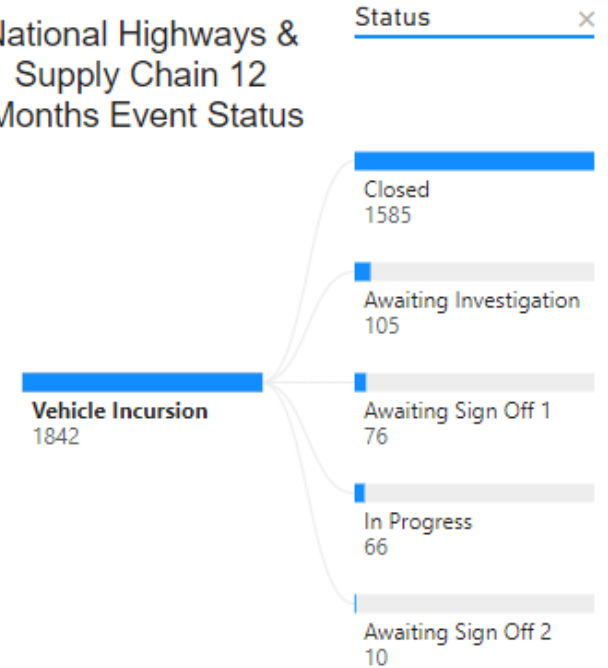 National Highways &
Supply Chain 12
Months Event Status
Status
Closed
1585
Awaiting Investigation
105
Vehicle Incursion
1842
Awaiting Sign Off 1
76
In Progress
66
Awaiting Sign Off 2
10